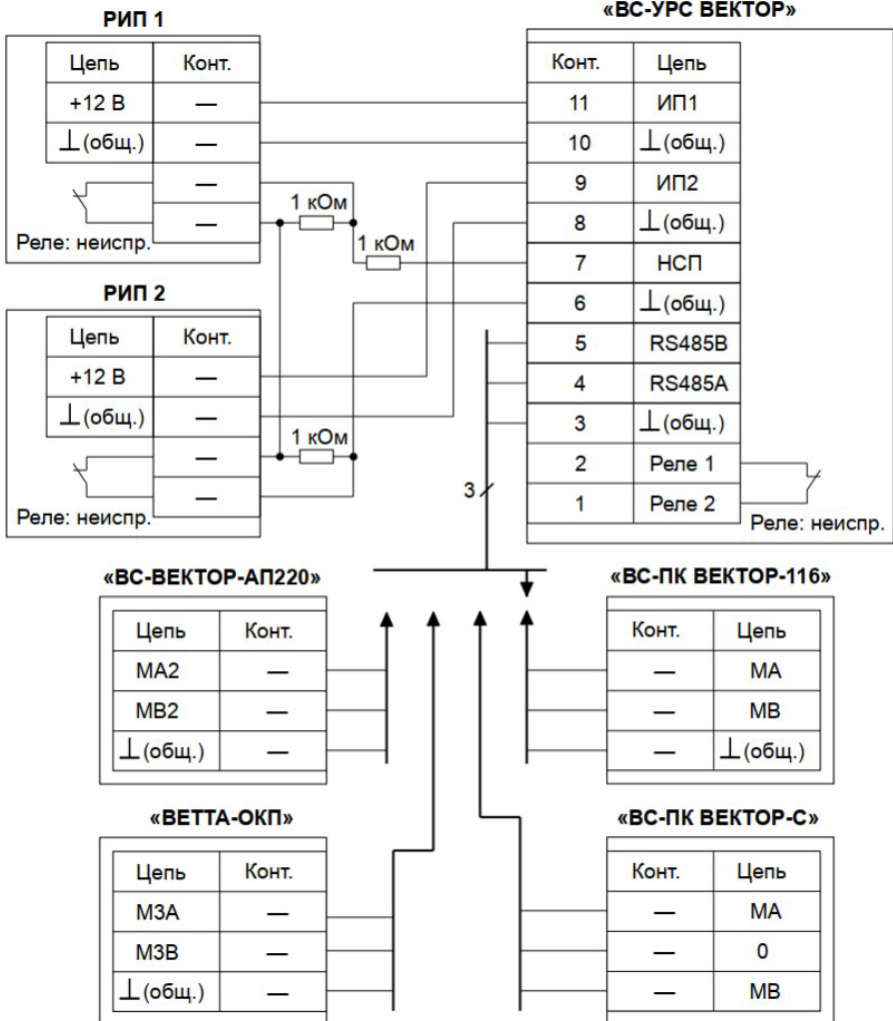 РИП 1
Цепь Конт.
+12 В —
⊥(общ.) —
—
—
Реле: неиспр.
1 кОм
1 кОм
РИП 2
Цепь Конт.
+12 В —
⊥(общ.) —
—
—
Реле: неиспр.
1 кОм
«ВС-УРС ВЕКТОР»
Конт. Цепь
11 ИП1
10 ⊥(общ.)
9 ИП2
8 ⊥(общ.)
7 НСП
6 ⊥(общ.)
5 RS485B
4 RS485A
3 ⊥(общ.)
2 Реле 1
1 Реле 2
Реле: неиспр.
3
«ВС-ВЕКТОР-АП220»
Цепь Конт.
МА2 —
МВ2 —
⊥(общ.) —
«ВС-ПК ВЕКТОР-116»
Конт. Цепь
— МА
— МВ
— ⊥(общ.)
«ВЕТТА-ОКП»
Цепь Конт.
М3А —
М3В —
⊥(общ.) —
«ВС-ПК ВЕКТОР-С»
Конт. Цепь
— МА
— 0
— МВ